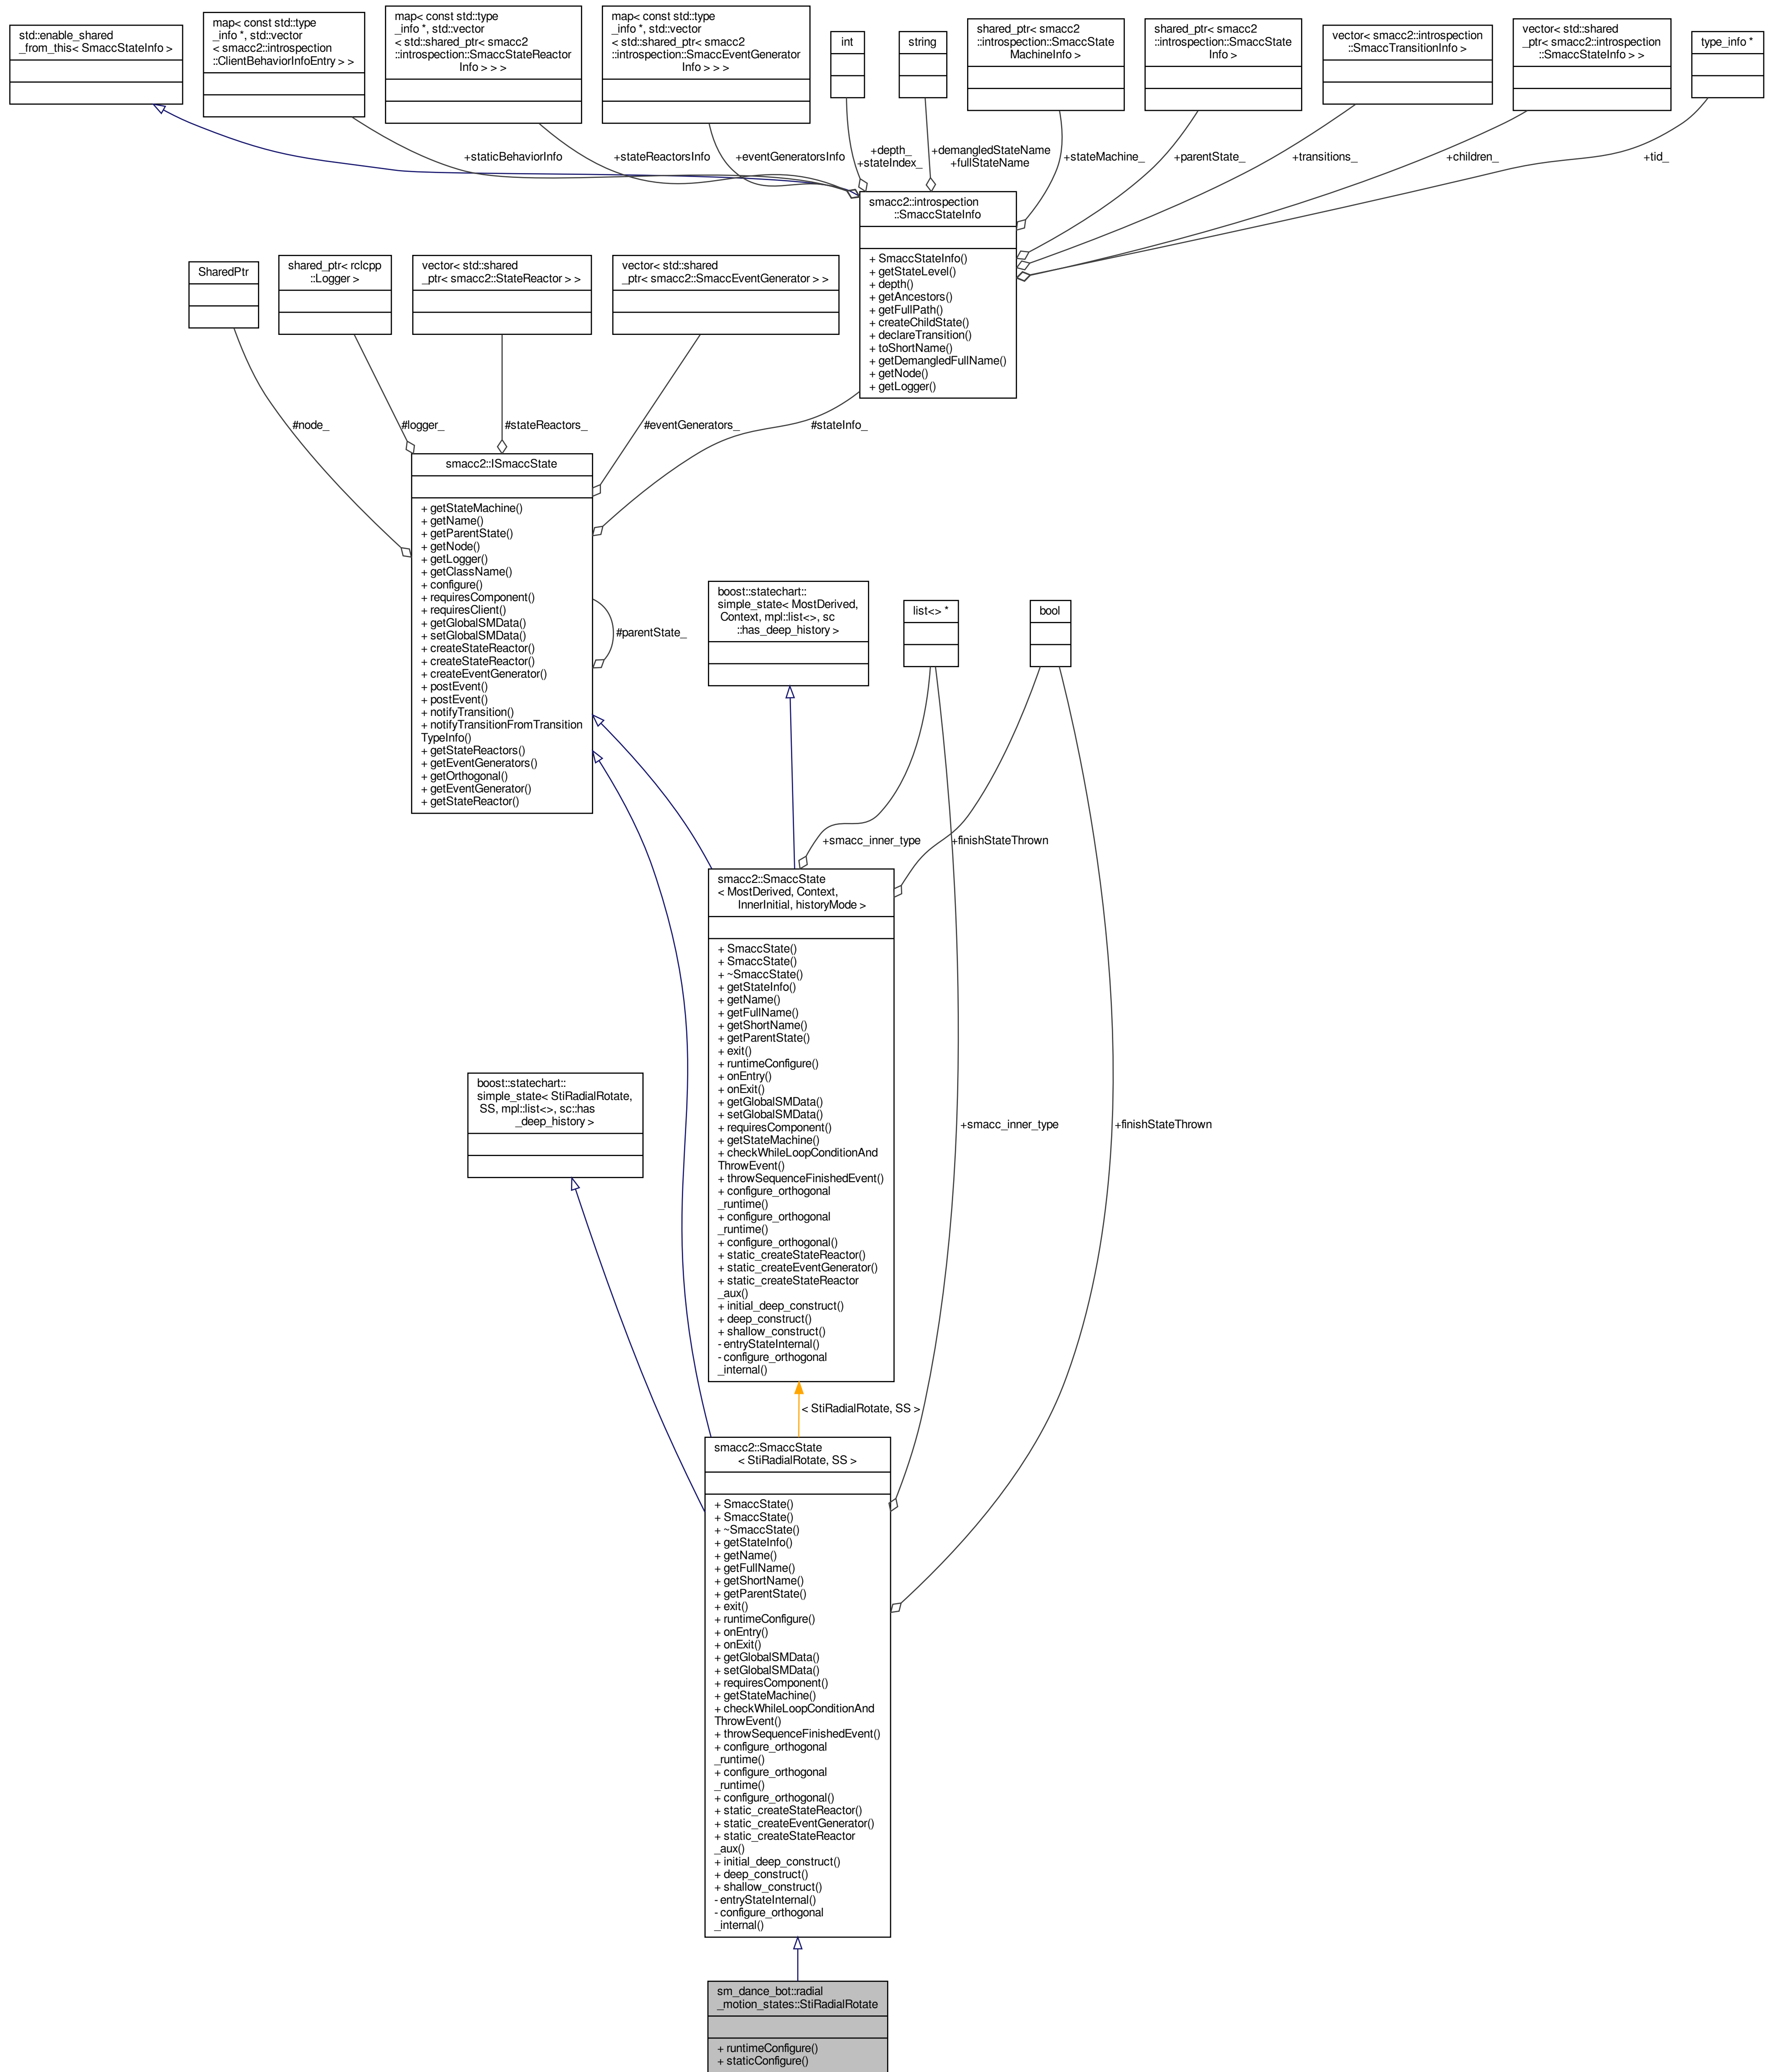 std::enable_shared
_from_this< SmaccStateInfo >
map< const std::type
_info *, std::vector
< smacc2::introspection
::ClientBehaviorInfoEntry > >
map< const std::type
_info *, std::vector
< std::shared_ptr< smacc2
::introspection::SmaccStateReactor
Info > > >
map< const std::type
_info *, std::vector
< std::shared_ptr< smacc2
::introspection::SmaccEventGenerator
Info > > >
int
string
shared_ptr< smacc2
::introspection::SmaccState
MachineInfo >
shared_ptr< smacc2
::introspection::SmaccState
Info >
vector< smacc2::introspection
::SmaccTransitionInfo >
vector< std::shared
_ptr< smacc2::introspection
::SmaccStateInfo > >
type_info *
+staticBehaviorInfo
+stateReactorsInfo
+eventGeneratorsInfo
+depth_
+stateIndex_
+demangledStateName
+fullStateName
+stateMachine_
+parentState_
+transitions_
+children_
+tid_
smacc2::introspection
::SmaccStateInfo
+ SmaccStateInfo()
+ getStateLevel()
+ depth()
+ getAncestors()
+ getFullPath()
+ createChildState()
+ declareTransition()
+ toShortName()
+ getDemangledFullName()
+ getNode()
+ getLogger()
SharedPtr
shared_ptr< rclcpp
::Logger >
vector< std::shared
_ptr< smacc2::StateReactor > >
vector< std::shared
_ptr< smacc2::SmaccEventGenerator > >
#node_
#logger_
#stateReactors_
#eventGenerators_
#stateInfo_
smacc2::ISmaccState
+ getStateMachine()
+ getName()
+ getParentState()
+ getNode()
+ getLogger()
+ getClassName()
+ configure()
+ requiresComponent()
+ requiresClient()
+ getGlobalSMData()
+ setGlobalSMData()
+ createStateReactor()
+ createStateReactor()
+ createEventGenerator()
+ postEvent()
+ postEvent()
+ notifyTransition()
+ notifyTransitionFromTransition
TypeInfo()
+ getStateReactors()
+ getEventGenerators()
+ getOrthogonal()
+ getEventGenerator()
+ getStateReactor()
#parentState_
boost::statechart::
simple_state< MostDerived,
Context, mpl::list<>, sc
::has_deep_history >
list<> *
bool
+smacc_inner_type
+finishStateThrown
smacc2::SmaccState
< MostDerived, Context,
InnerInitial, historyMode >
+ SmaccState()
+ SmaccState()
+ ~SmaccState()
+ getStateInfo()
+ getName()
+ getFullName()
+ getShortName()
+ getParentState()
+ exit()
+ runtimeConfigure()
+ onEntry()
+ onExit()
+ getGlobalSMData()
+ setGlobalSMData()
+ requiresComponent()
+ getStateMachine()
+ checkWhileLoopConditionAnd
ThrowEvent()
+ throwSequenceFinishedEvent()
+ configure_orthogonal
_runtime()
+ configure_orthogonal
_runtime()
+ configure_orthogonal()
+ static_createStateReactor()
+ static_createEventGenerator()
+ static_createStateReactor
_aux()
+ initial_deep_construct()
+ deep_construct()
+ shallow_construct()
- entryStateInternal()
- configure_orthogonal
_internal()
boost::statechart::
simple_state< StiRadialRotate,
SS, mpl::list<>, sc::has
_deep_history >
+smacc_inner_type
+finishStateThrown
< StiRadialRotate, SS >
smacc2::SmaccState
< StiRadialRotate, SS >
+ SmaccState()
+ SmaccState()
+ ~SmaccState()
+ getStateInfo()
+ getName()
+ getFullName()
+ getShortName()
+ getParentState()
+ exit()
+ runtimeConfigure()
+ onEntry()
+ onExit()
+ getGlobalSMData()
+ setGlobalSMData()
+ requiresComponent()
+ getStateMachine()
+ checkWhileLoopConditionAnd
ThrowEvent()
+ throwSequenceFinishedEvent()
+ configure_orthogonal
_runtime()
+ configure_orthogonal
_runtime()
+ configure_orthogonal()
+ static_createStateReactor()
+ static_createEventGenerator()
+ static_createStateReactor
_aux()
+ initial_deep_construct()
+ deep_construct()
+ shallow_construct()
- entryStateInternal()
- configure_orthogonal
_internal()
sm_dance_bot::radial
_motion_states::StiRadialRotate
+ runtimeConfigure()
+ staticConfigure()